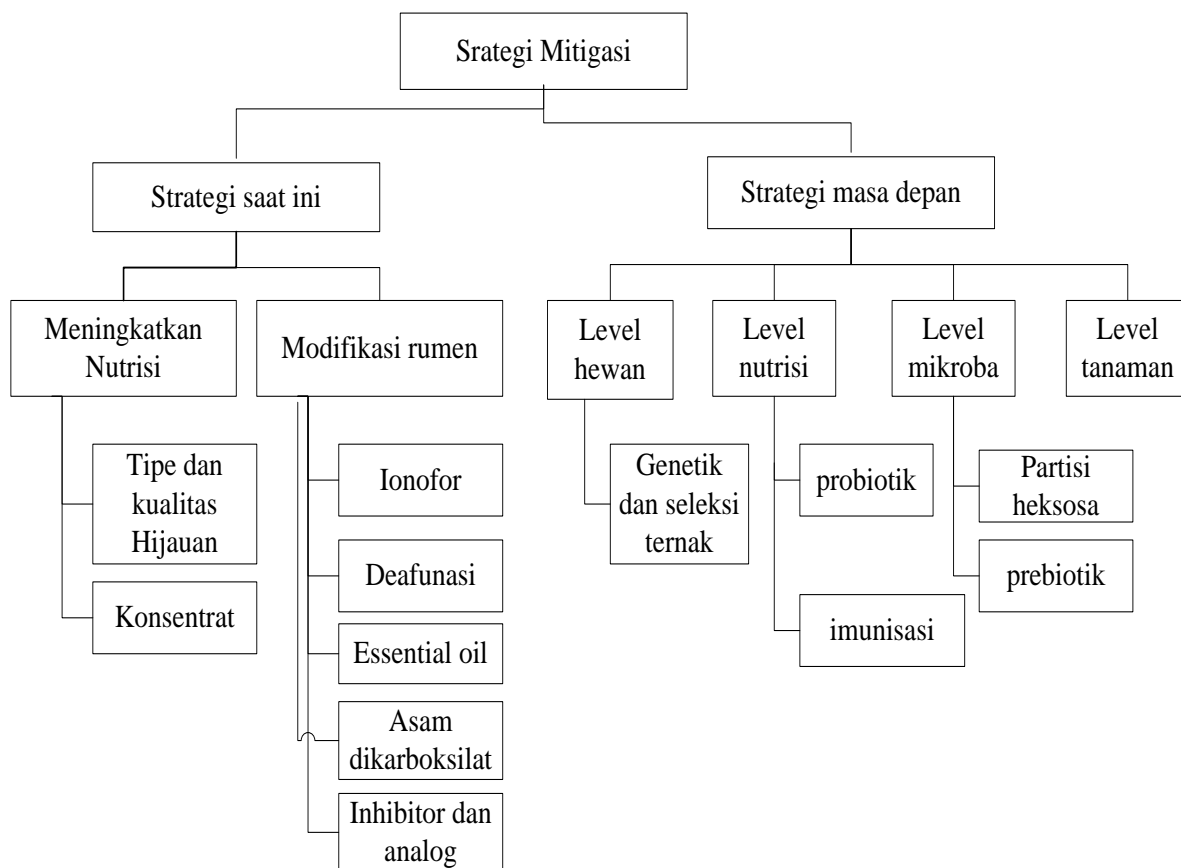 Srategi Mitigasi
Strategi saat ini
Strategi masa depan
Meningkatkan
Nutrisi
Modifikasi rumen
Level
hewan
Level
nutrisi
Level
mikroba
Level
tanaman
Tipe dan
kualitas
Hijauan
Konsentrat
Ionofor
Deafunasi
Essential oil
Asam
dikarboksilat
Inhibitor dan
analog
Genetik
dan seleksi
ternak
probiotik
imunisasi
Partisi
heksosa
prebiotik